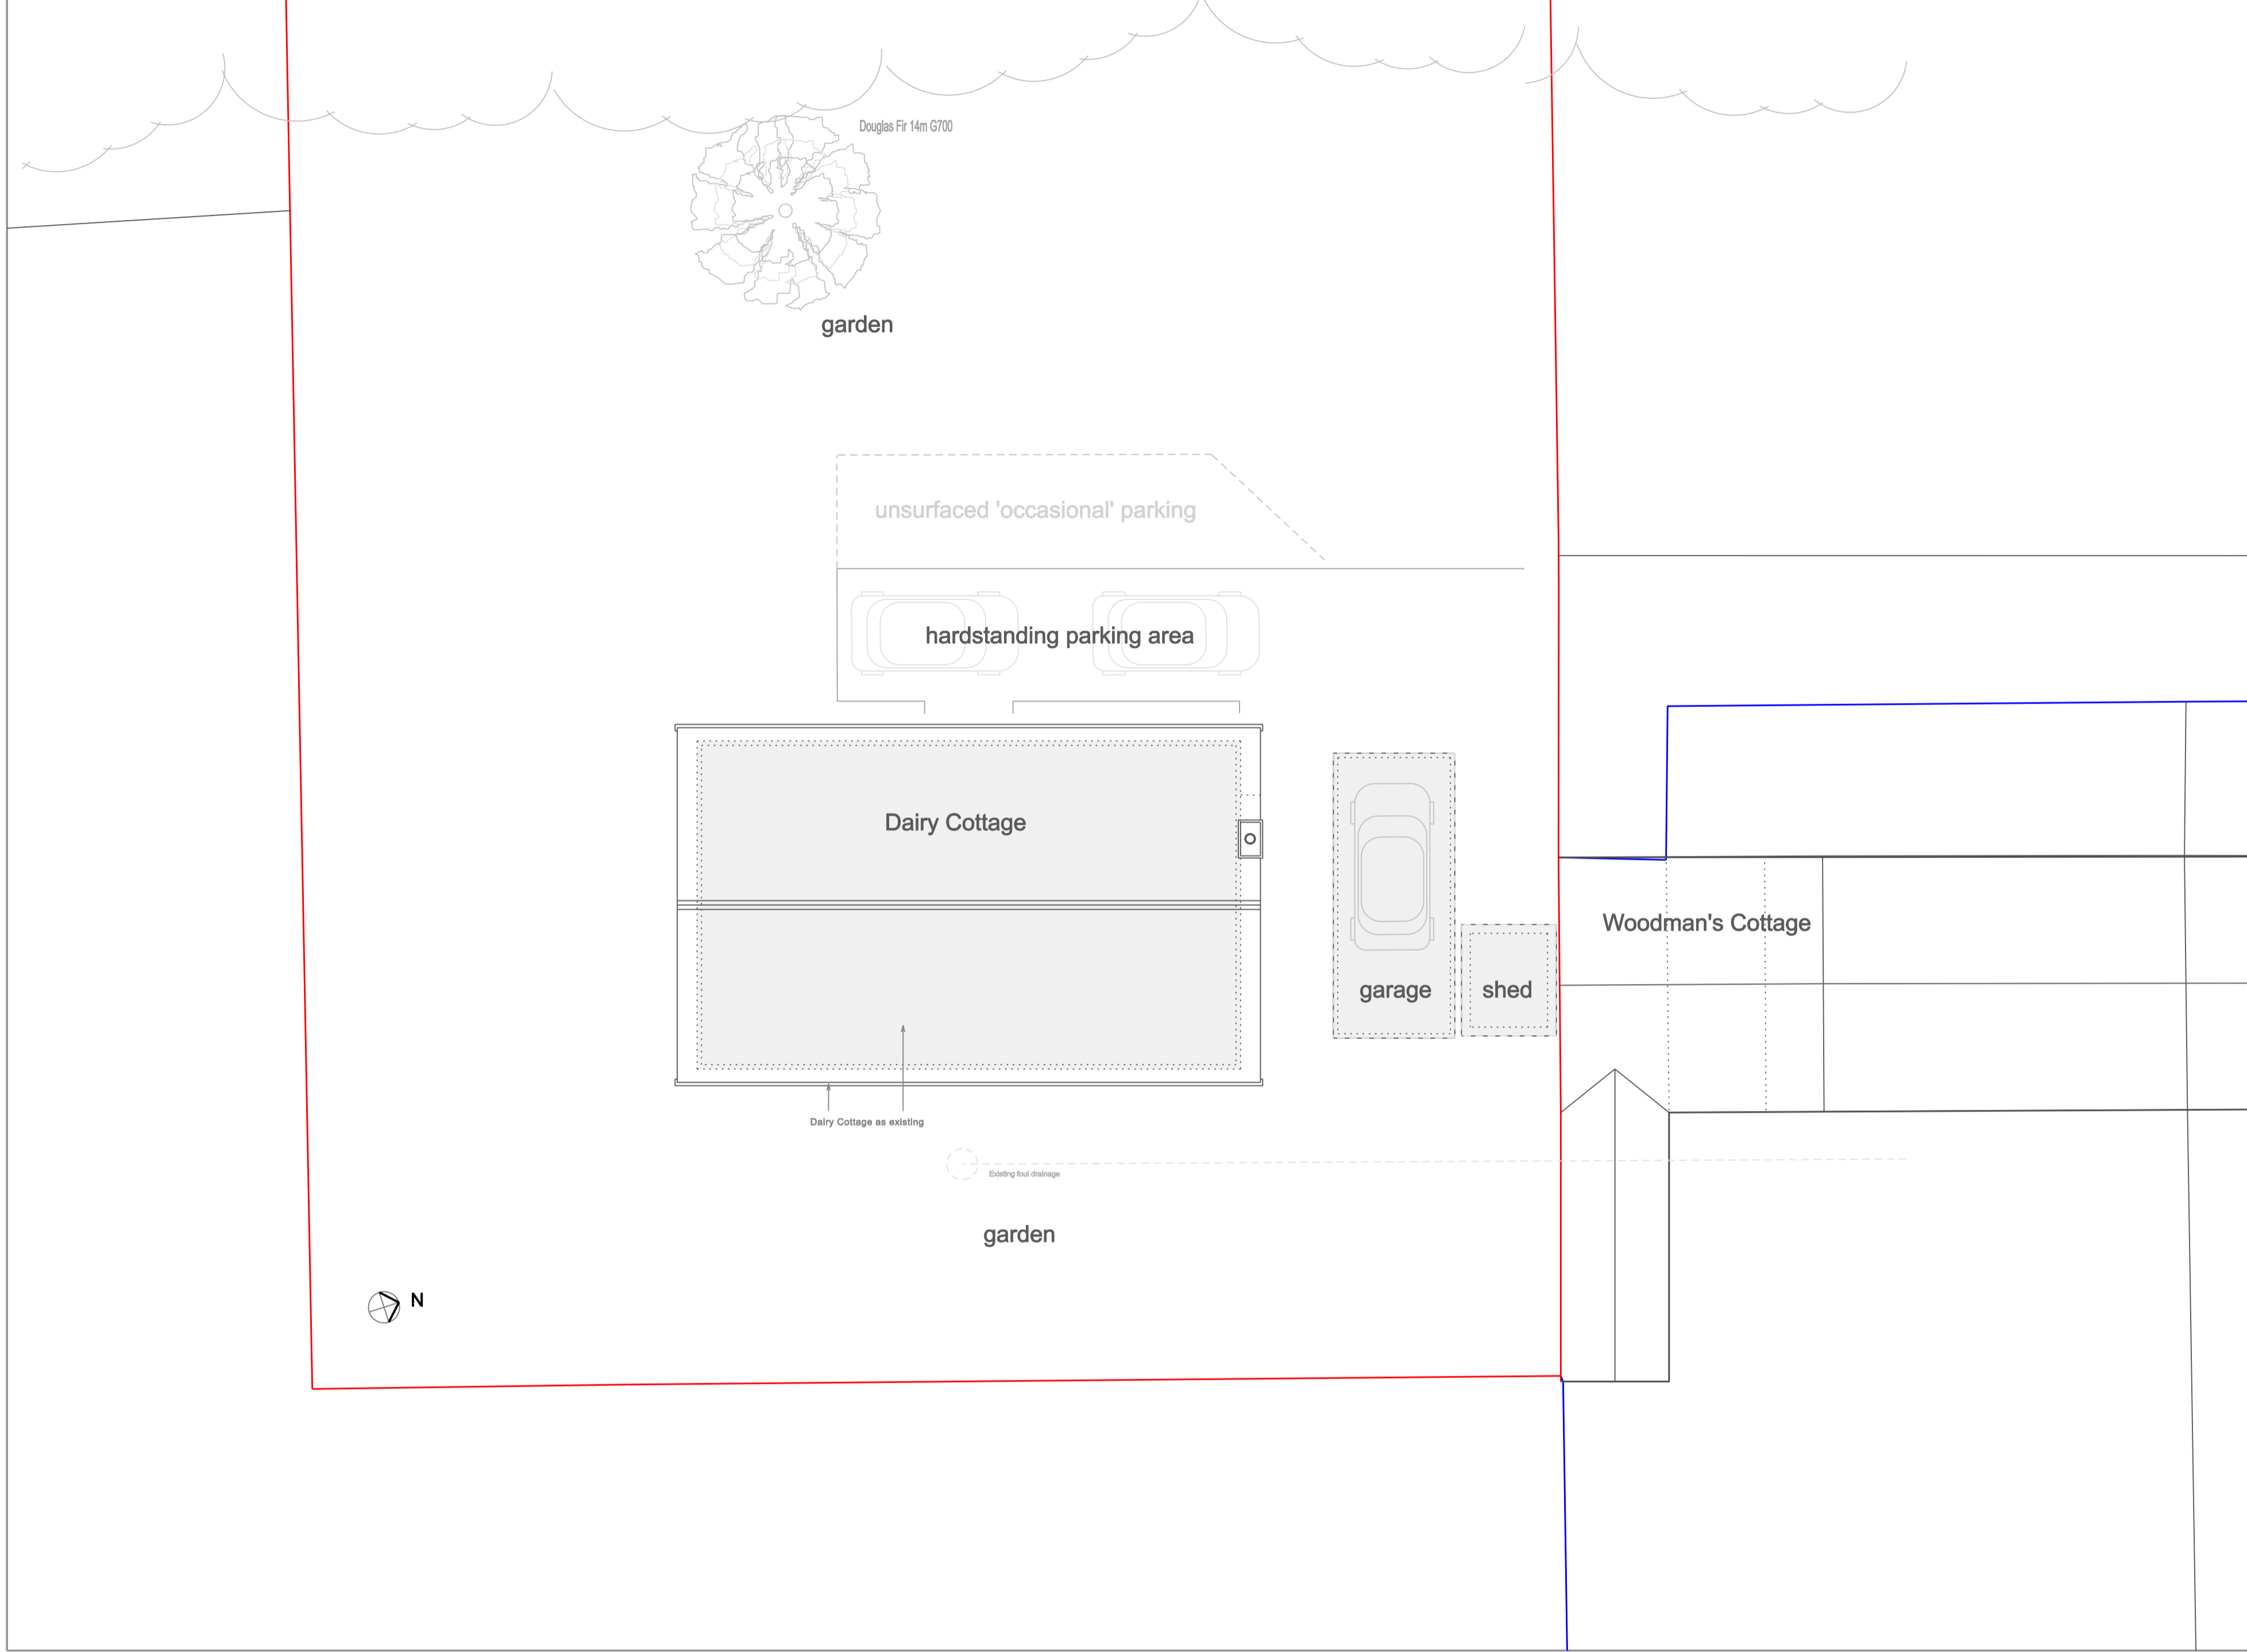 Douglas Fir 14m G700
garden
unsurfaced 'occasional' parking
hardstanding parking area
Dairy Cottage
Woodman's Cottage
garage
shed
Dairy Cottage as existing
Existing foul drainage
garden
N